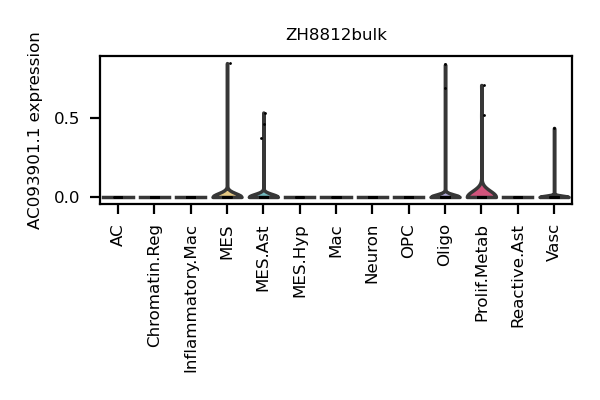 ZH8812bulk
AC093901.1 expression
0.5
0.0
AC
Chromatin.Reg
Inflammatory.Mac
MES
MES.Ast
MES.Hyp
Mac
Neuron
OPC
Oligo
Prolif.Metab
Reactive.Ast
Vasc